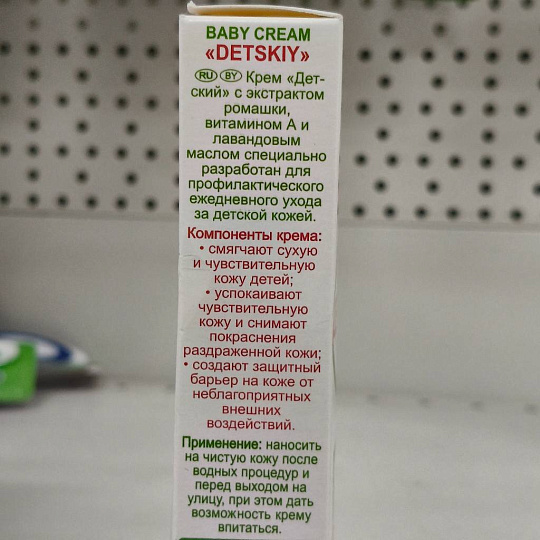 BABY CREAM
«DETSKIY»
RU BY Крем «Дет-
ский» с экстрактом
ромашки,
витамином А и
лавандовым
маслом специально
разработан для
профилактического
ежедневного ухода
за детской кожей.
Компоненты крема:
• смягчают сухую
и чувствительную
кожу детей;
• успокаивают
чувствительную
кожу и снимают
покраснения
раздраженной кожи;
• создают защитный
барьер на коже от
неблагоприятных
внешних
воздействий.
Применение: наносить
на чистую кожу после
водных процедур и
перед выходом на
улицу, при этом дать
возможность крему
впитаться.